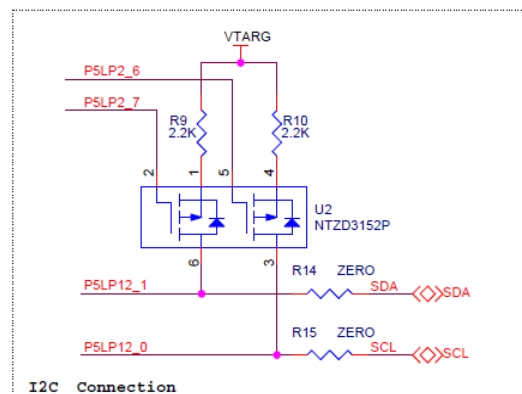 VTARG
P5LP2_6
P5LP2_7
R9
2.2K
R10
2.2K
2
1
5
4
U2
NTZD3152P
6
3
R14 ZERO
P5LP12_1
SDA
SDA
R15 ZERO
P5LP12_0
SCL
SCL
I2C Connection